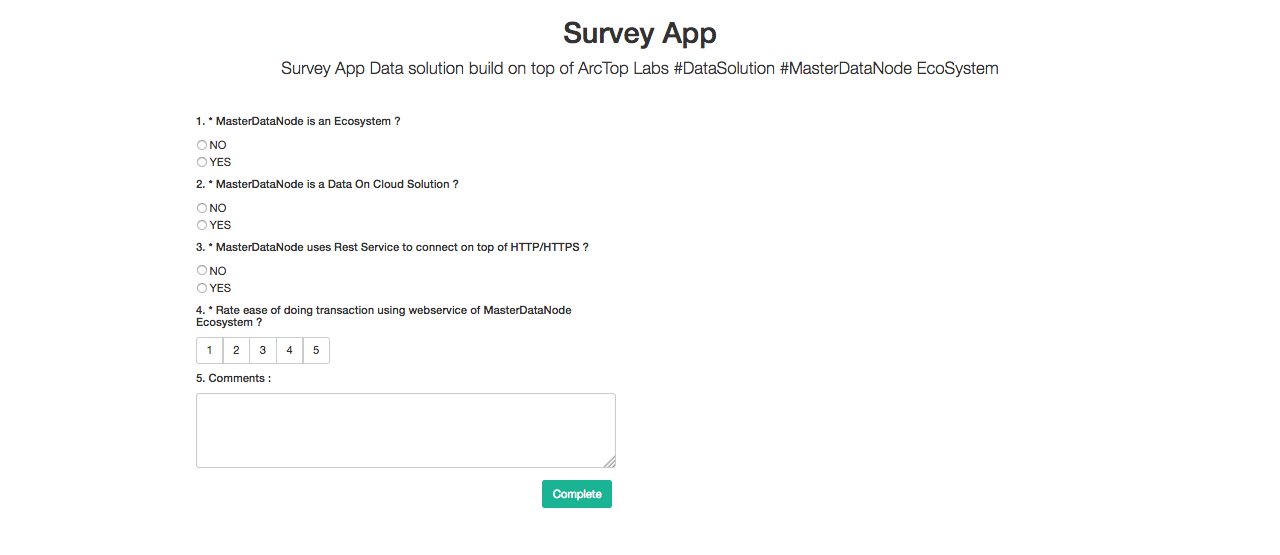 Survey App
Survey App Data solution build on top of ArcTop Labs #DataSolution #MasterDataNode EcoSystem
1. * MasterDataNode is an Ecosystem ?
NO
YES
2. * MasterDataNode is a Data On Cloud Solution ?
NO
YES
3. * MasterDataNode uses Rest Service to connect on top of HTTP/HTTPS ?
NO
YES
4. * Rate ease of doing transaction using webservice of MasterDataNode
Ecosystem ?
1 2 3 4 5
5. Comments :
Complete